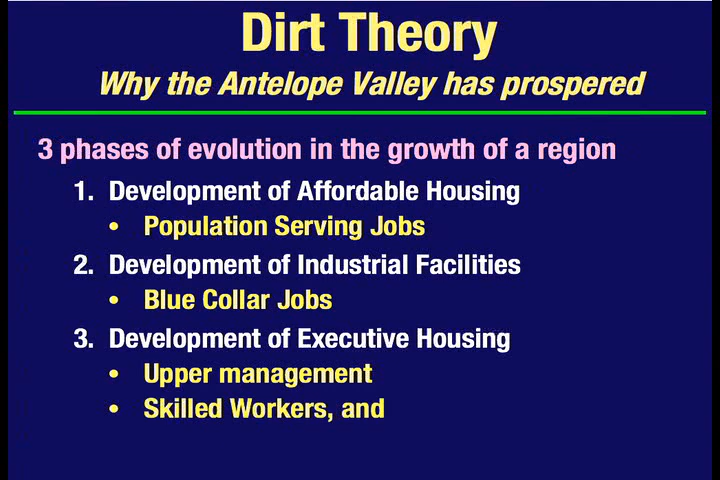 Dirt Theory
Why the Antelope Valley has prospered
3 phases of evolution in the growth of a region
1. Development of Affordable Housing
• Population Serving Jobs
2. Development of Industrial Facilities
• Blue Collar Jobs
3. Development of Executive Housing
• Upper management
• Skilled Workers, and